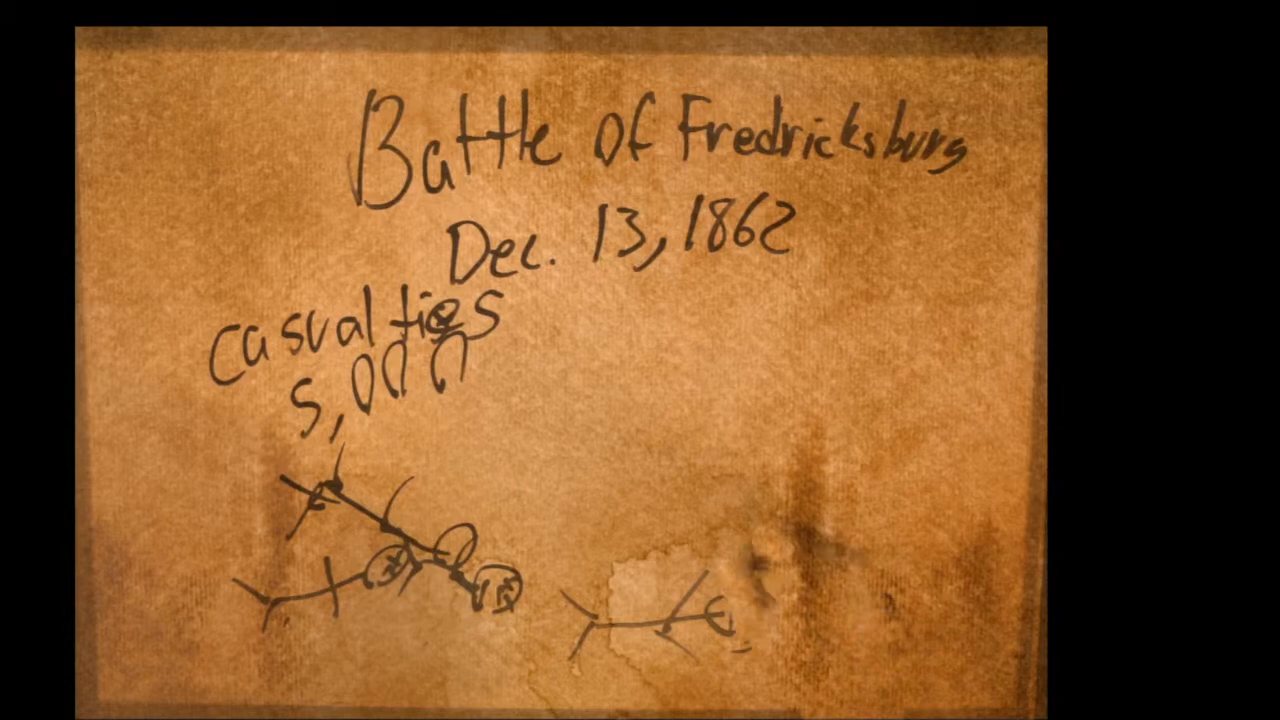 Battle of Fredricksburg
Dec. 13, 1862
casualties
5,000